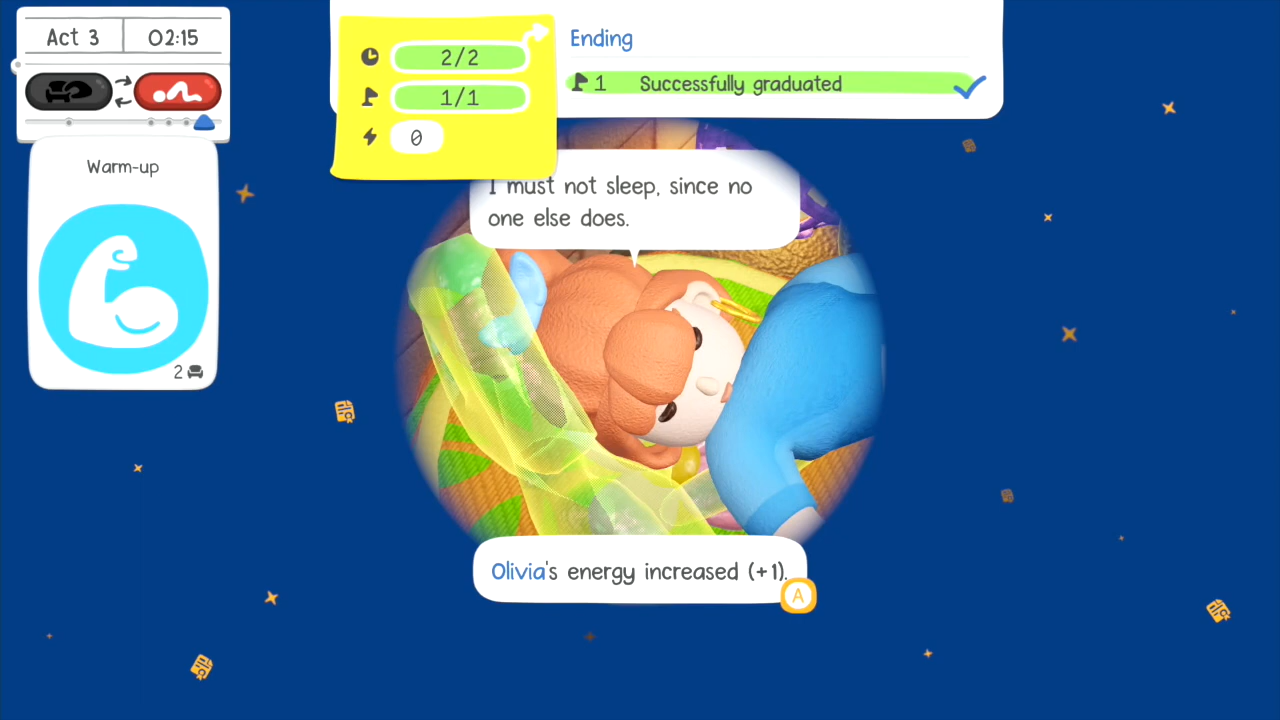 Act 3
02:15
Warm-up
2
2/2
1/1
0
Ending
1 Successfully graduated
I must not sleep, since no
one else does.
Olivia's energy increased (+1).
A